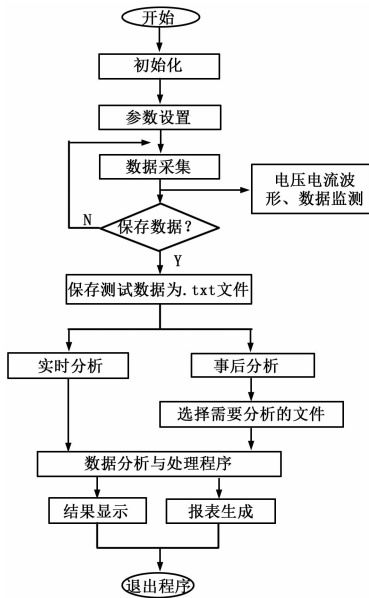 开始
初始化
参数设置
数据采集
电压电流波
形、数据监测
N
保存数据？
Y
保存测试数据为.txt文件
实时分析
事后分析
选择需要分析的文件
数据分析与处理程序
结果显示
报表生成
退出程序